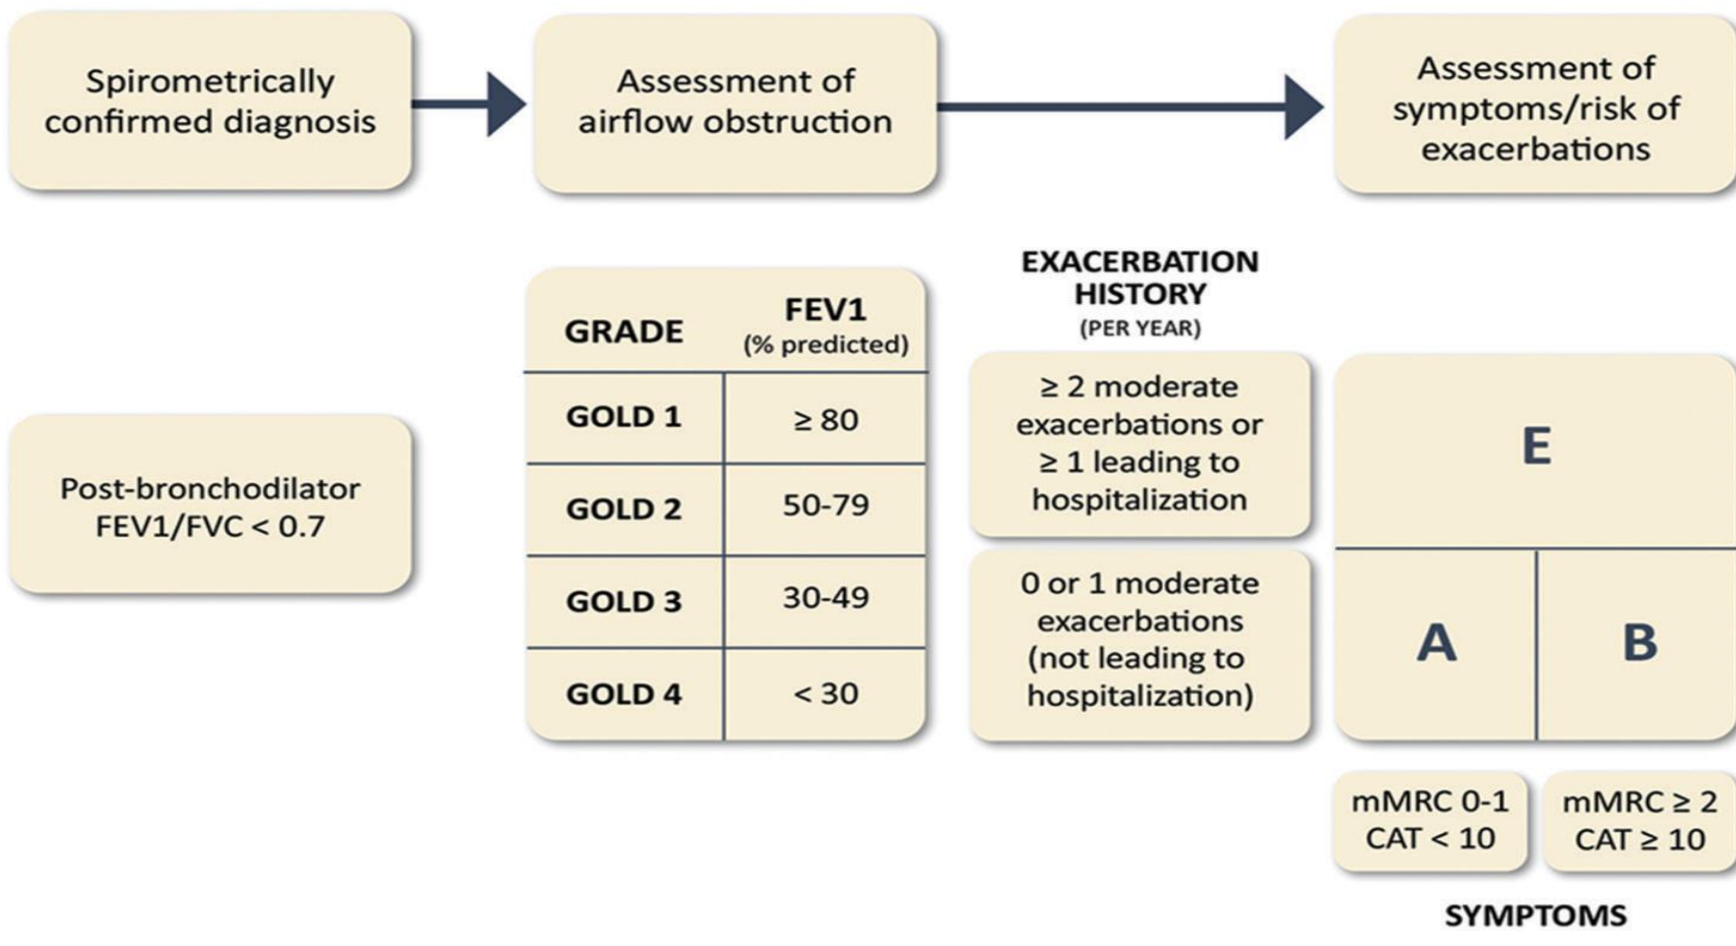 Spirometrically
confirmed diagnosis
Assessment of
airflow obstruction
Assessment of
symptoms/risk of
exacerbations
Post-bronchodilator
FEV1/FVC < 0.7
GRADE
FEV1
(% predicted)
GOLD 1
≥ 80
GOLD 2
50-79
GOLD 3
30-49
GOLD 4
< 30
EXACERBATION
HISTORY
(PER YEAR)
≥ 2 moderate
exacerbations or
≥ 1 leading to
hospitalization
0 or 1 moderate
exacerbations
(not leading to
hospitalization)
E
A
B
mMRC 0-1
CAT < 10
mMRC ≥ 2
CAT ≥ 10
SYMPTOMS